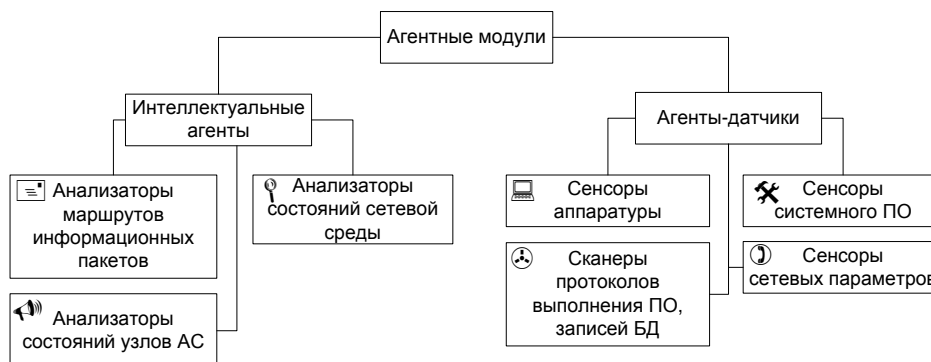 Агентные модули
Интеллектуальные
агенты
Агенты-датчики
Анализаторы
маршрутов
информационных
пакетов
Анализаторы
состояний сетевой
среды
Анализаторы
состояний узлов АС
Сенсоры
аппаратуры
Сенсоры
системного ПО
Сканеры
протоколов
выполнения ПО,
записей БД
Сенсоры
сетевых параметров